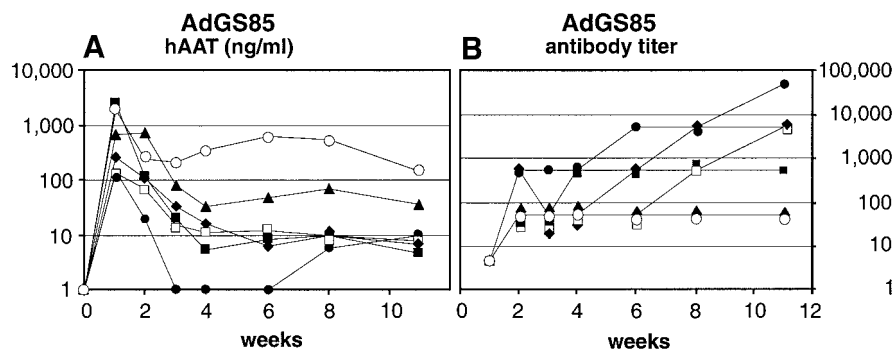 AdGS85
A hAAT (ng/ml)
10,000
1,000
100
10
1
0 2 4 6 8 10
weeks
AdGS85
B antibody titer
100,000
10,000
1,000
100
10
1
0 2 4 6 8 10 12
weeks